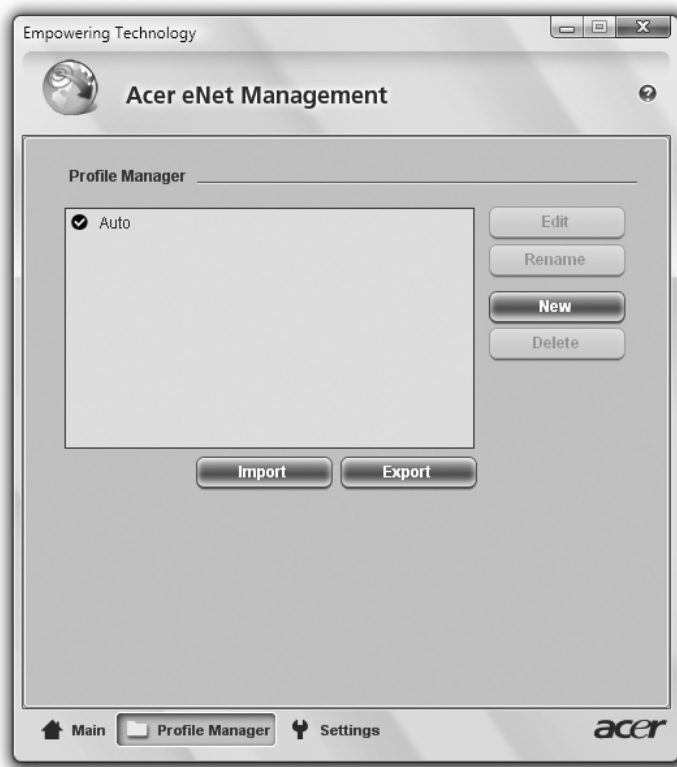 Empowering Technology
Acer eNet Management
?
Profile Manager
Auto
Edit
Rename
New
Delete
Import
Export
Main
Profile Manager
Settings
acer